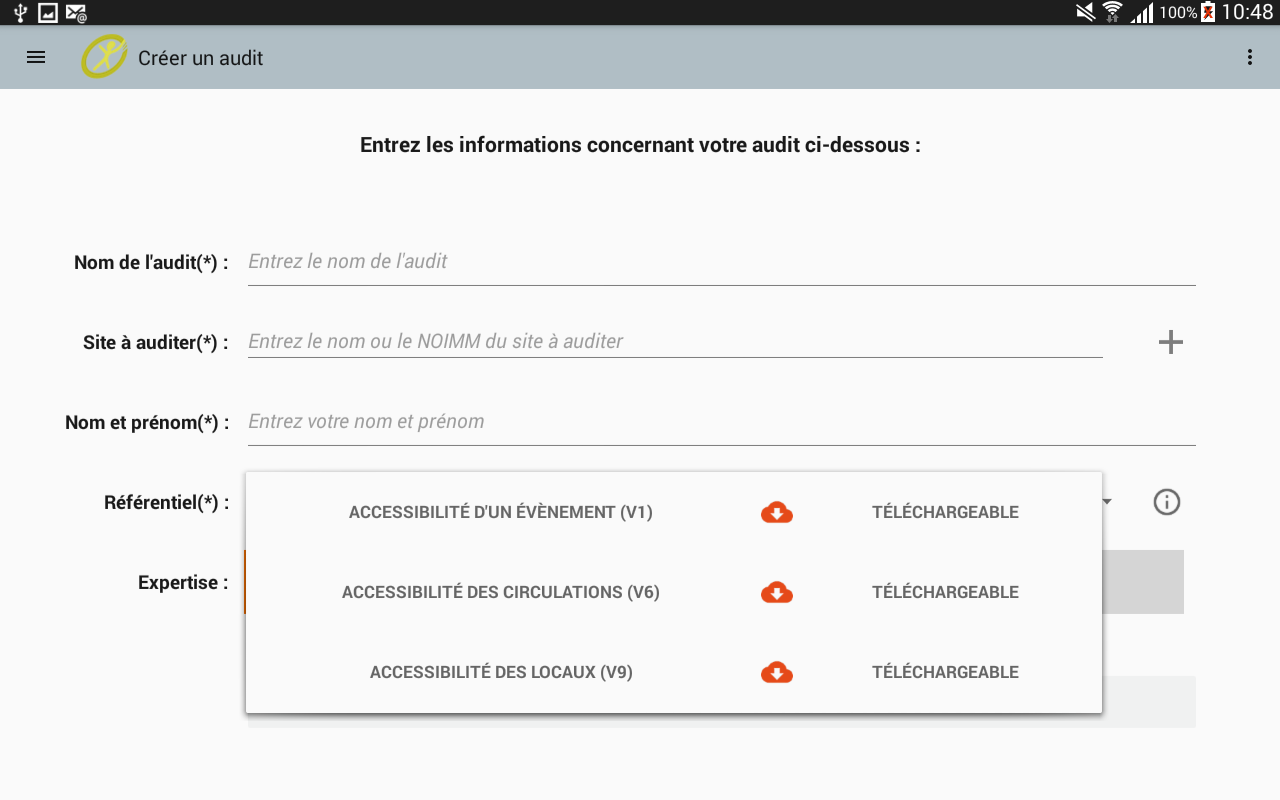 100% 10:48
Créer un audit
Entrez les informations concernant votre audit ci-dessous :
Nom de l'audit(*) : Entrez le nom de l'audit
Site à auditer(*) : Entrez le nom ou le NOIMM du site à auditer
Nom et prénom(*) : Entrez votre nom et prénom
Référentiel(*) :
ACCESSIBILITÉ D'UN ÉVÈNEMENT (V1) TÉLÉCHARGEABLE
Expertise :
ACCESSIBILITÉ DES CIRCULATIONS (V6) TÉLÉCHARGEABLE
ACCESSIBILITÉ DES LOCAUX (V9) TÉLÉCHARGEABLE